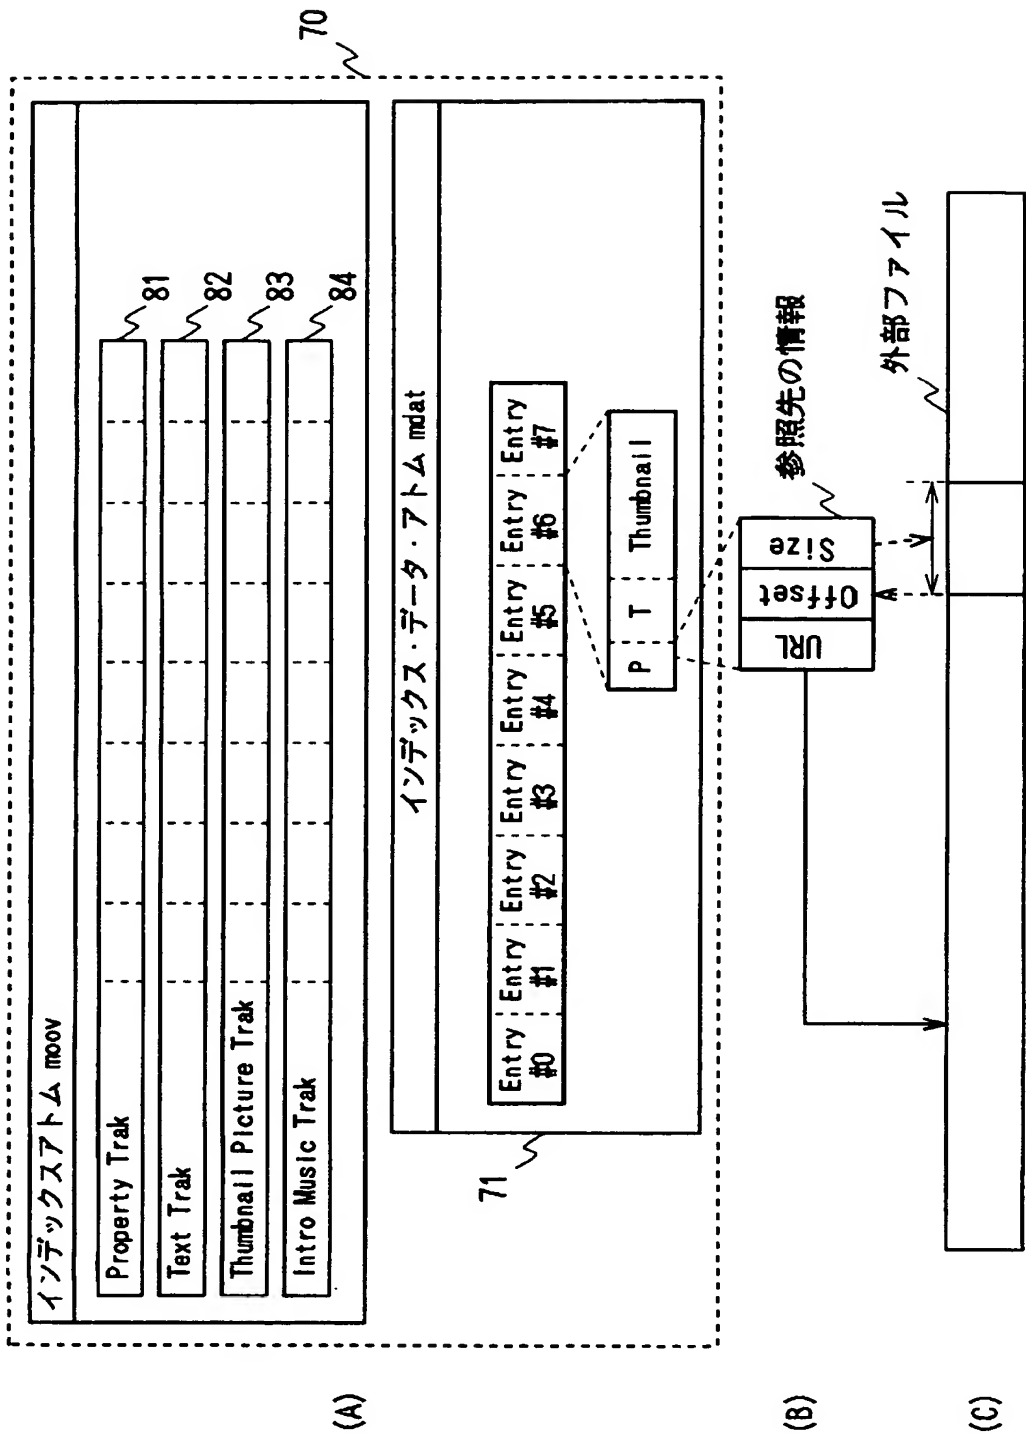 (A)
70
インデックスアトム moov
Property Trak
81
Text Trak
82
Thumbnail Picture Trak
83
Intro Music Trak
84
インデックス・データ・アトム mdat
71
Entry #0
Entry #1
Entry #2
Entry #3
Entry #4
Entry #5
Entry #6
Entry #7
P
T
Thumbnail
(B)
URL
Offset
Size
参照先の情報
(C)
外部ファイル